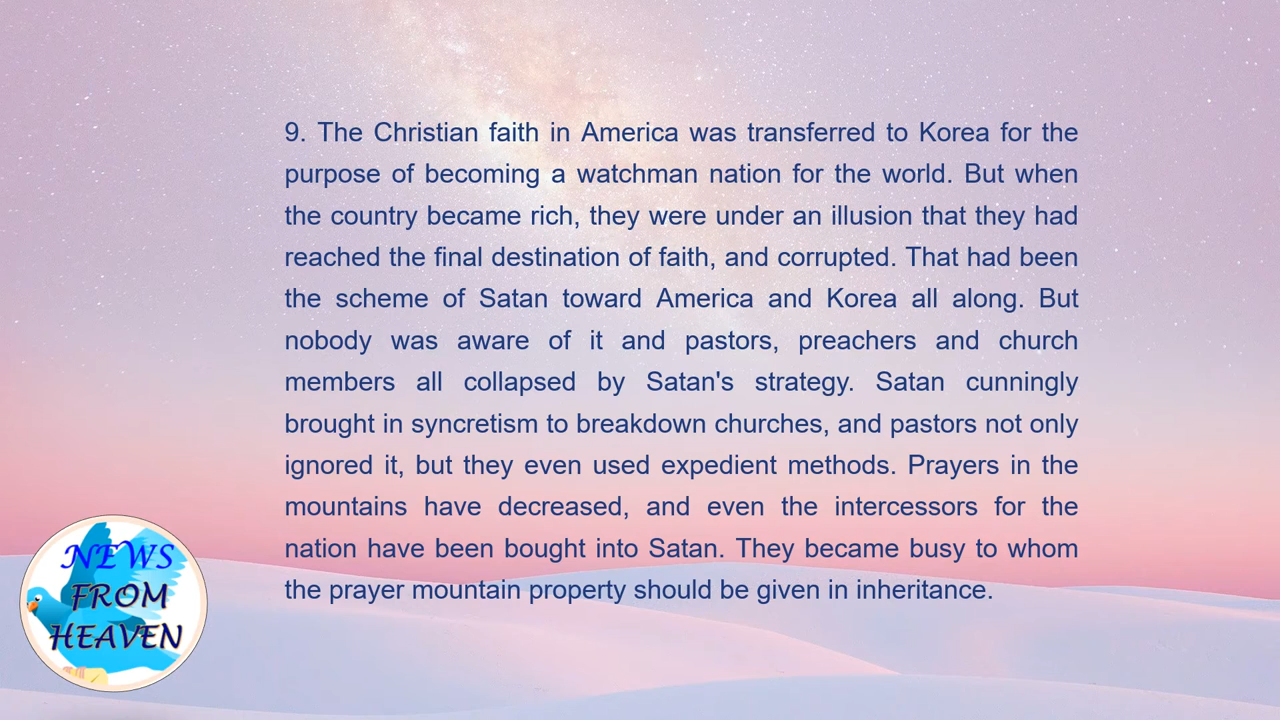 9. The Christian faith in America was transferred to Korea for the
purpose of becoming a watchman nation for the world. But when
the country became rich, they were under an illusion that they had
reached the final destination of faith, and corrupted. That had been
the scheme of Satan toward America and Korea all along. But
nobody was aware of it and pastors, preachers and church
members all collapsed by Satan's strategy. Satan cunningly
brought in syncretism to breakdown churches, and pastors not only
ignored it, but they even used expedient methods. Prayers in the
mountains have decreased, and even the intercessors for the
nation have been bought into Satan. They became busy to whom
the prayer mountain property should be given in inheritance.
NEWS
FROM
HEAVEN